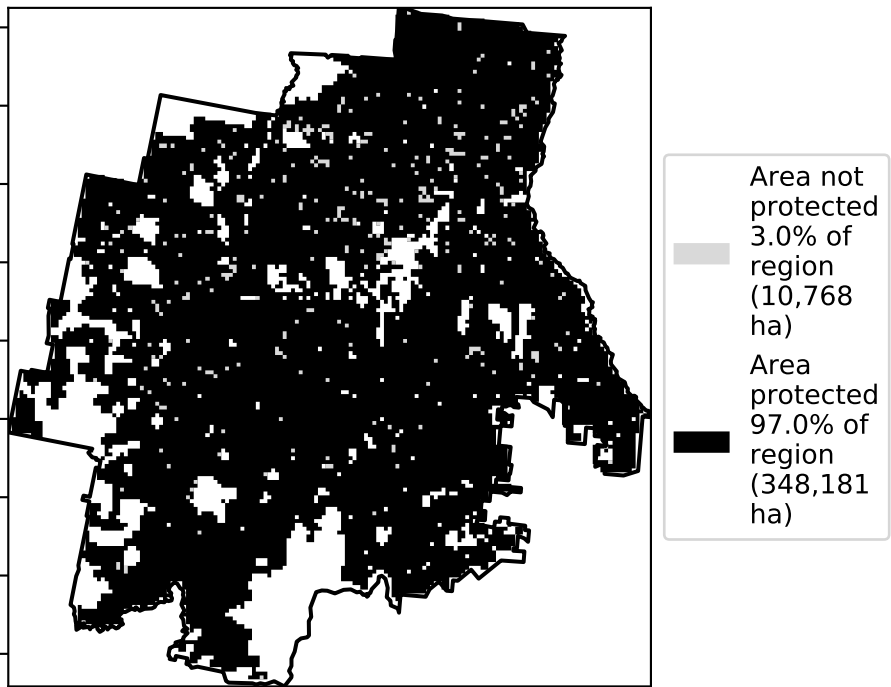 Area not
protected
3.0% of
region
(10,768
ha)
Area
protected
97.0% of
region
(348,181
ha)